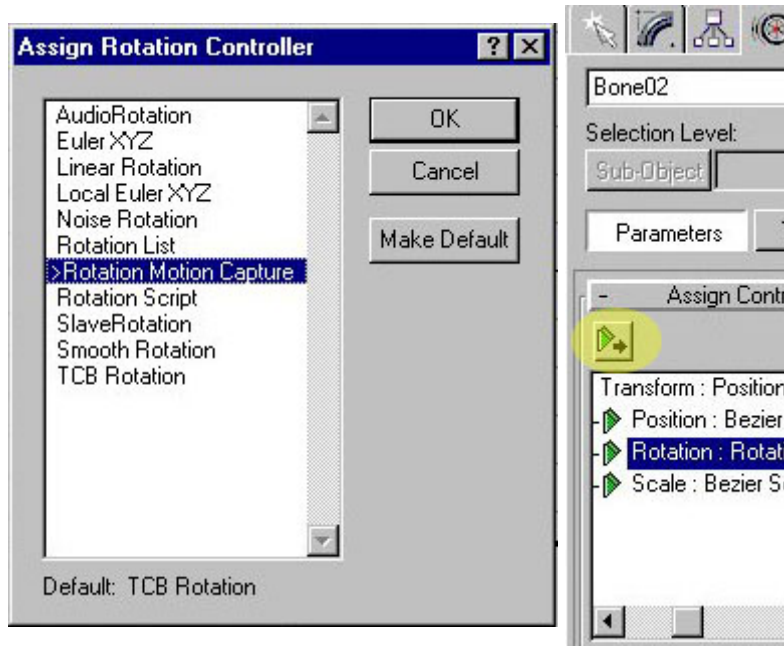 Assign Rotation Controller
AudioRotation
Euler XYZ
Linear Rotation
Local Euler XYZ
Noise Rotation
Rotation List
>Rotation Motion Capture
Rotation Script
SlaveRotation
Smooth Rotation
TCB Rotation
OK
Cancel
Make Default
Default: TCB Rotation
Bone02
Selection Level:
Sub-Object
Parameters
- Assign Contr
Transform : Position
Position : Bezier
Rotation : Rotati
Scale : Bezier S